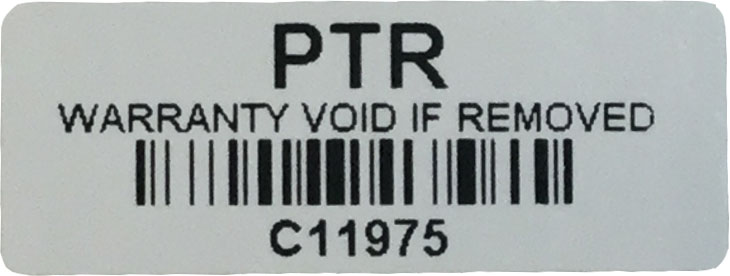 PTR
WARRANTY VOID IF REMOVED
C11975